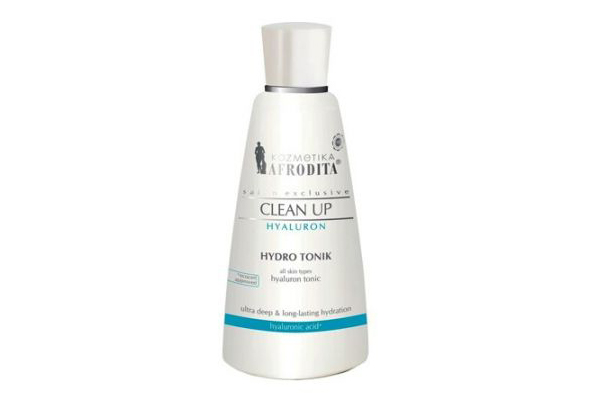 KOZMETIKA
AFRODITA®
salon exclusive
CLEAN UP
HYALURON
HYDRO TONIK
all skin types
hyaluron tonic
ultra deep & long-lasting hydration
hyaluronic acid+